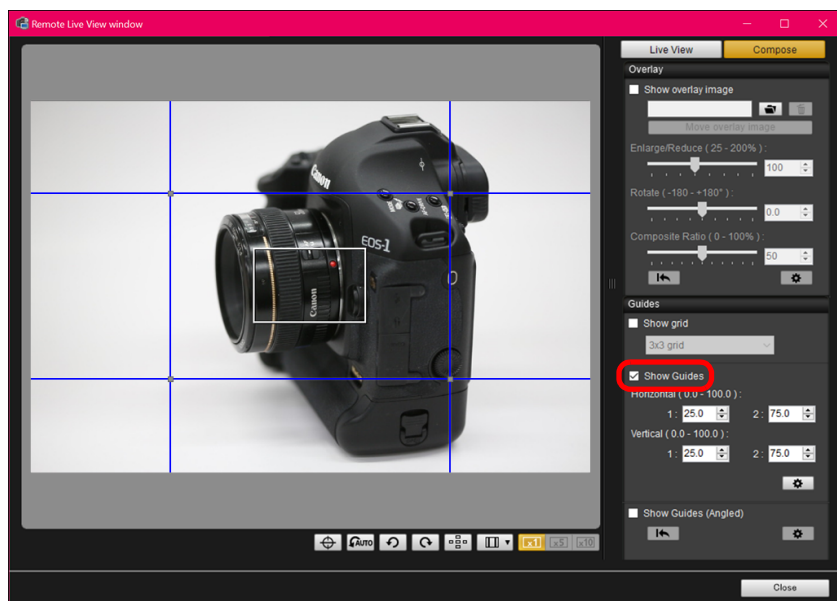 Remote Live View window
Live View
Compose
Overlay
Show overlay image
Move overlay image
Enlarge/Reduce ( 25 - 200% ) :
100
Rotate ( -180 - +180° ) :
0.0
Composite Ratio ( 0 - 100% ) :
50
Guides
Show grid
3x3 grid
Show Guides
Horizontal ( 0.0 - 100.0 ) :
1 : 25.0 2 : 75.0
Vertical ( 0.0 - 100.0 ) :
1 : 25.0 2 : 75.0
Show Guides (Angled)
Canon
EOS-1
Canon
AUTO
x1 x5 x10
Close